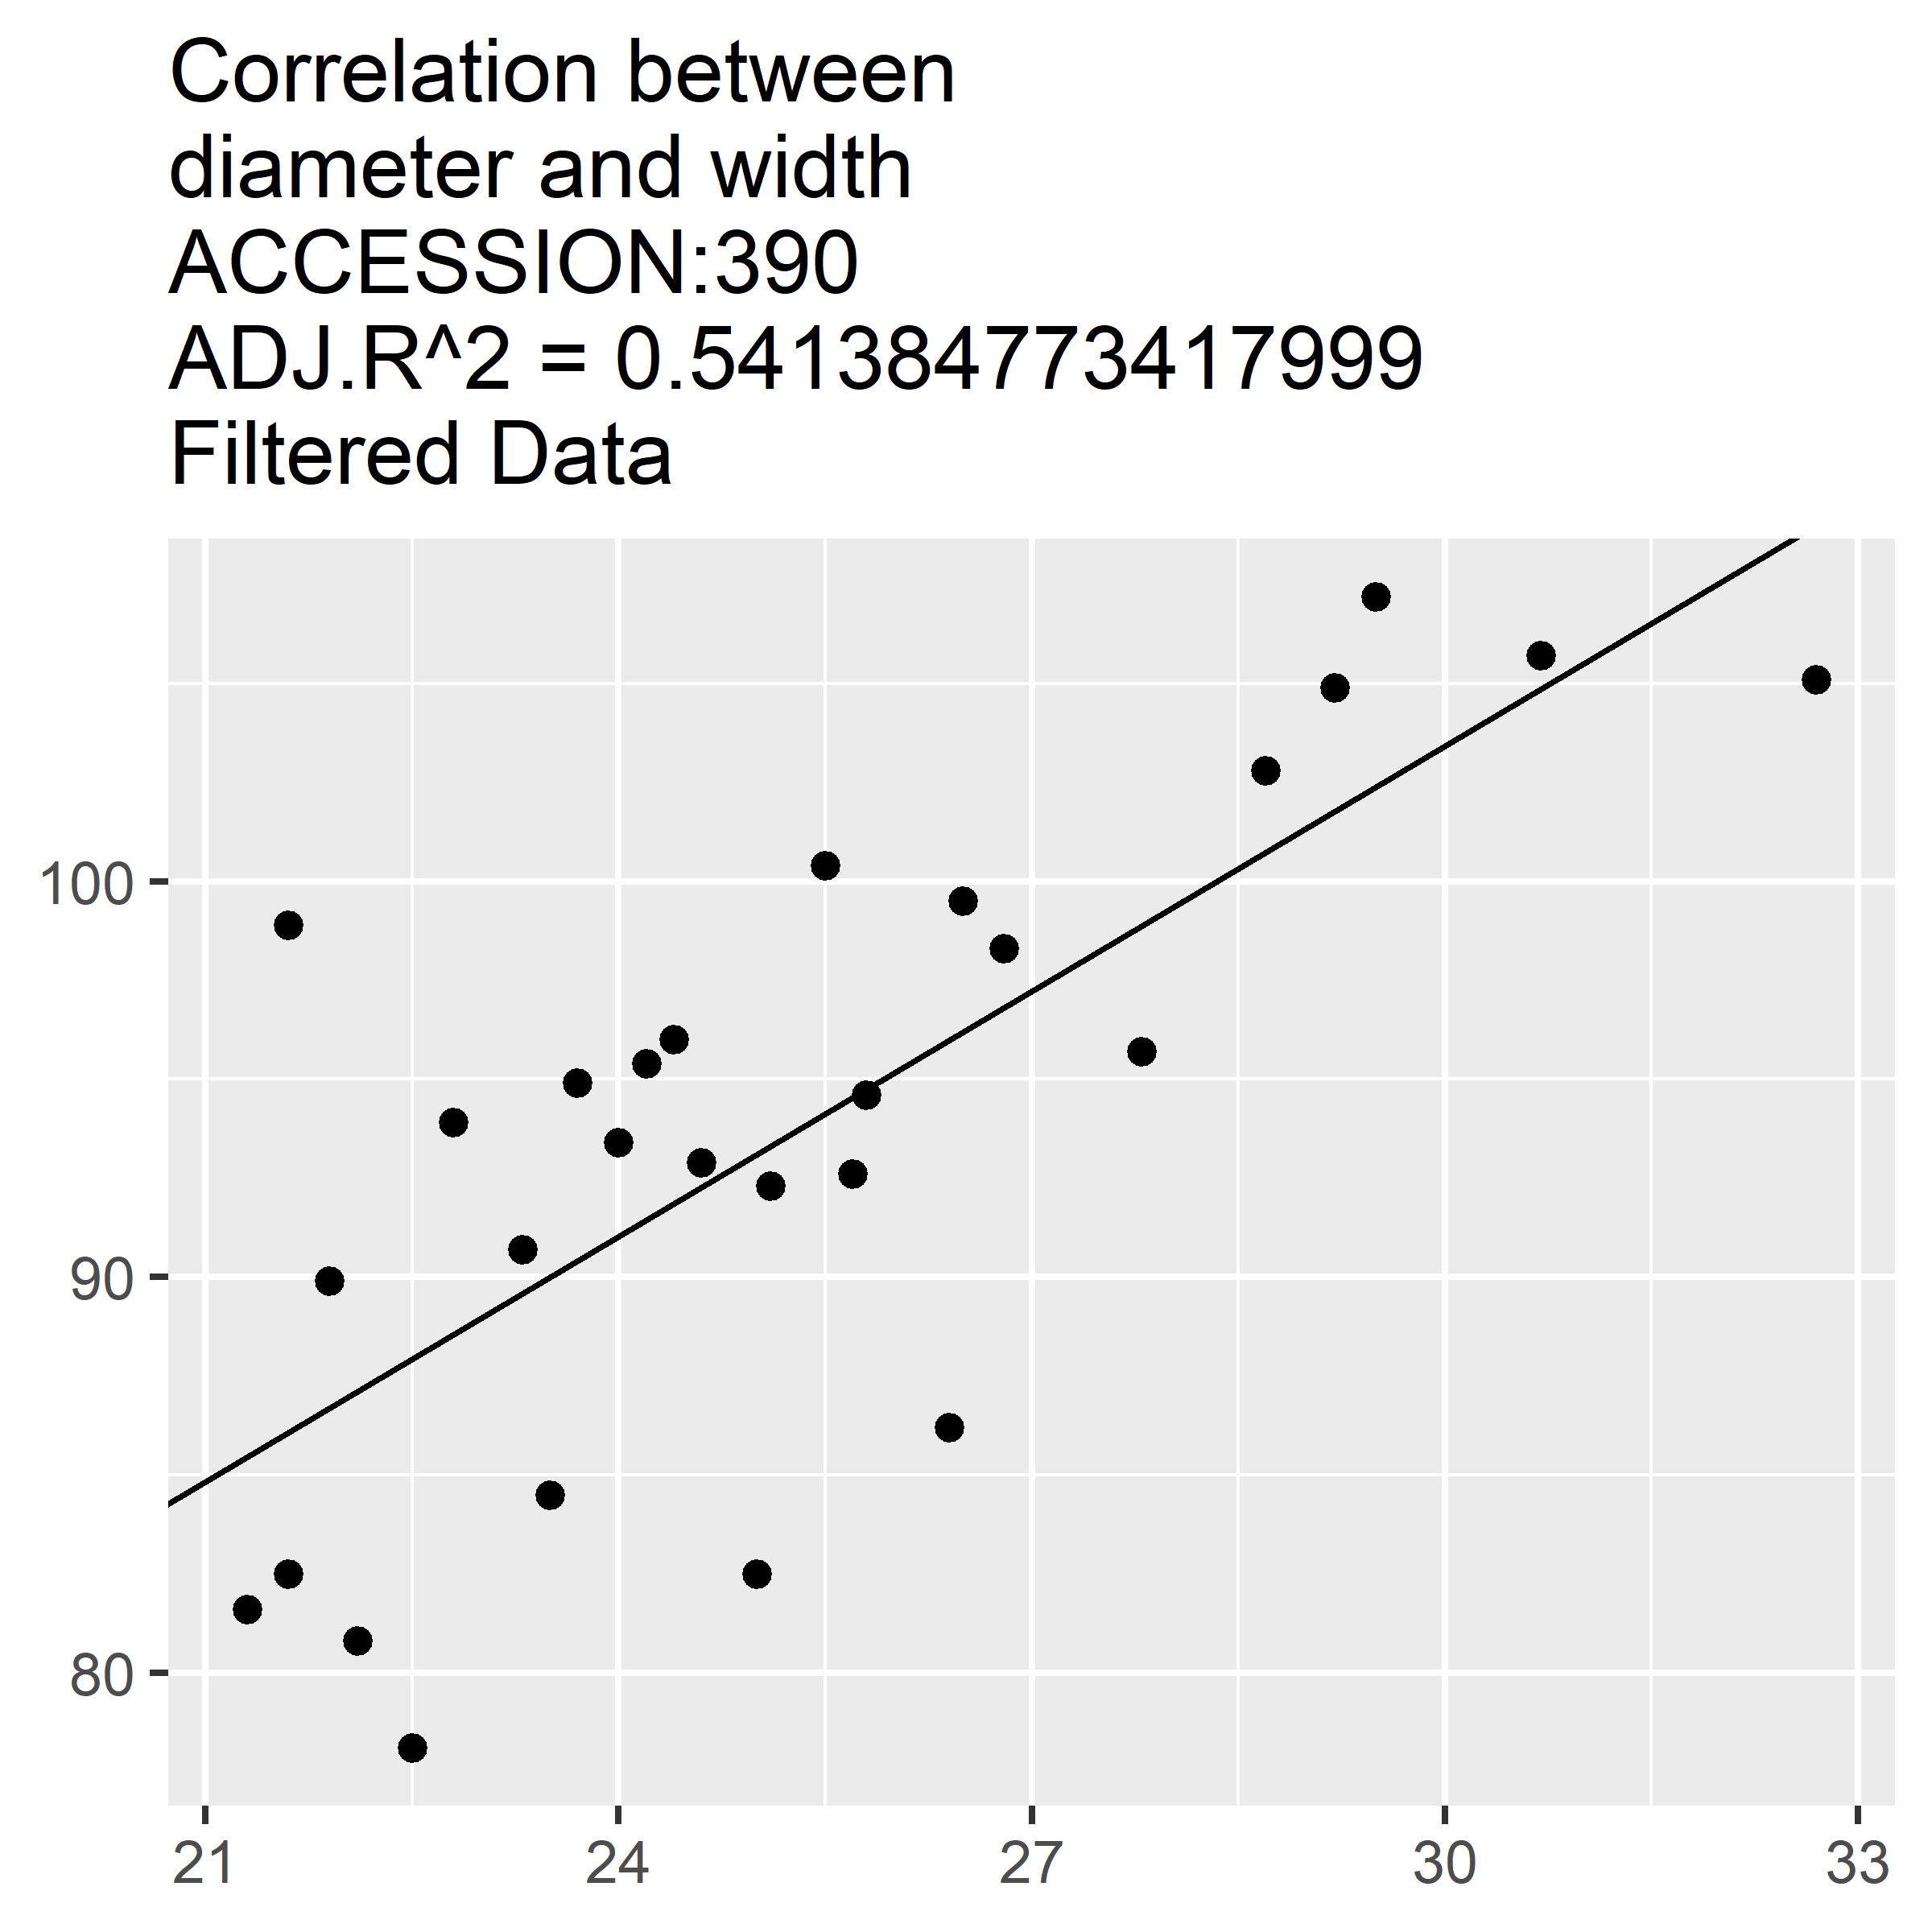 Correlation between
diameter and width
ACCESSION:390
ADJ.R^2 = 0.541384773417999
Filtered Data
100
90
80
21 24 27 30 33